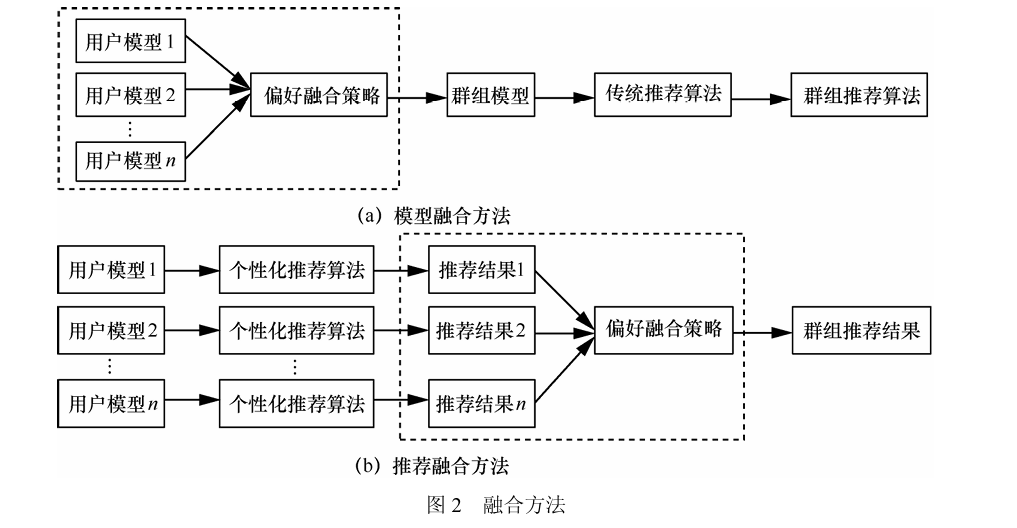 用户模型1
用户模型2
⋮
用户模型n
偏好融合策略
群组模型
传统推荐算法
群组推荐算法
(a) 模型融合方法
用户模型1
个性化推荐算法
推荐结果1
用户模型2
个性化推荐算法
推荐结果2
偏好融合策略
群组推荐结果
⋮
⋮
用户模型n
个性化推荐算法
推荐结果n
(b) 推荐融合方法
图2 融合方法